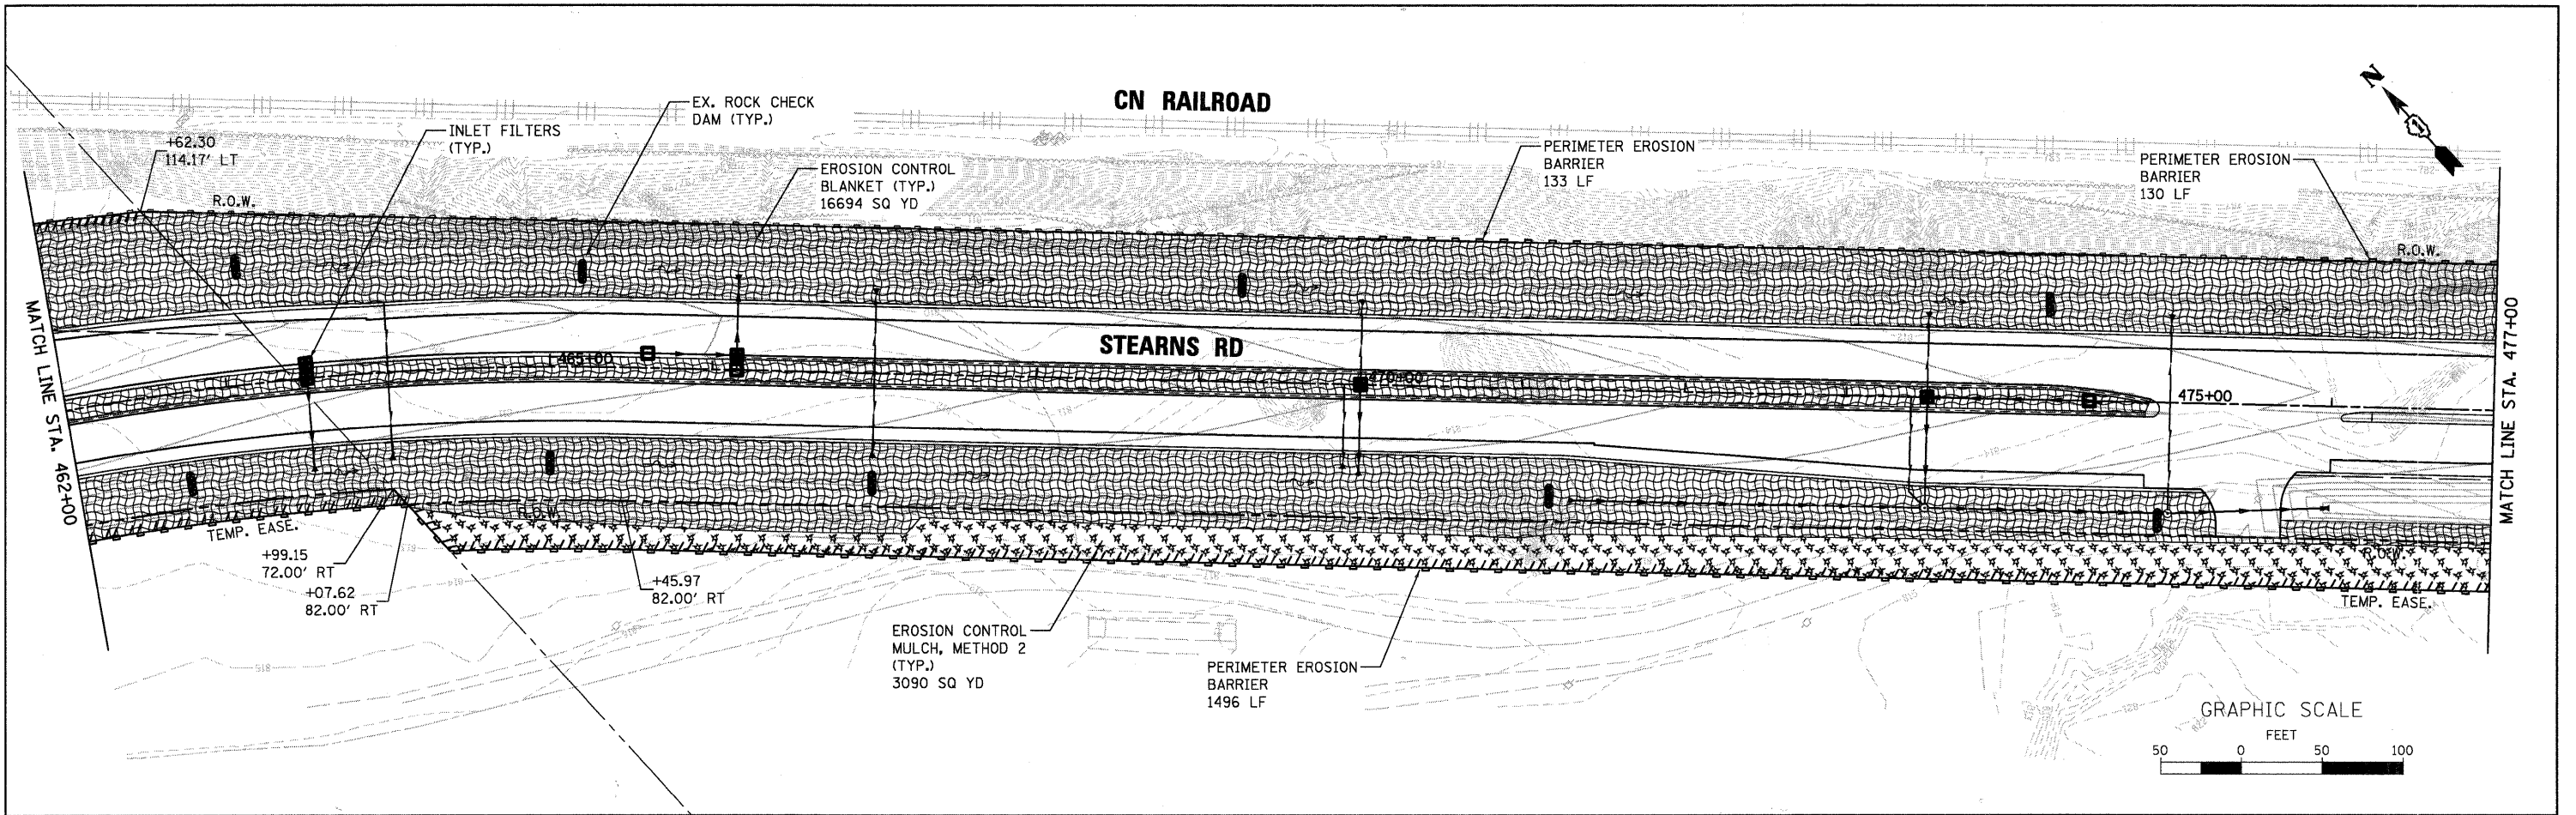 CN RAILROAD
N
EX. ROCK CHECK
DAM (TYP.)
INLET FILTERS
(TYP.)
+62.30
114.17' LT
EROSION CONTROL
BLANKET (TYP.)
16694 SQ YD
PERIMETER EROSION
BARRIER
133 LF
PERIMETER EROSION
BARRIER
130 LF
R.O.W.
R.O.W.
MATCH LINE STA. 462+00
MATCH LINE STA. 477+00
STEARNS RD
465+00
470+00
475+00
R.O.W.
R.O.W.
TEMP. EASE.
TEMP. EASE.
+99.15
72.00' RT
+07.62
82.00' RT
+45.97
82.00' RT
EROSION CONTROL
MULCH, METHOD 2
(TYP.)
3090 SQ YD
PERIMETER EROSION
BARRIER
1496 LF
GRAPHIC SCALE
FEET
50 0 50 100